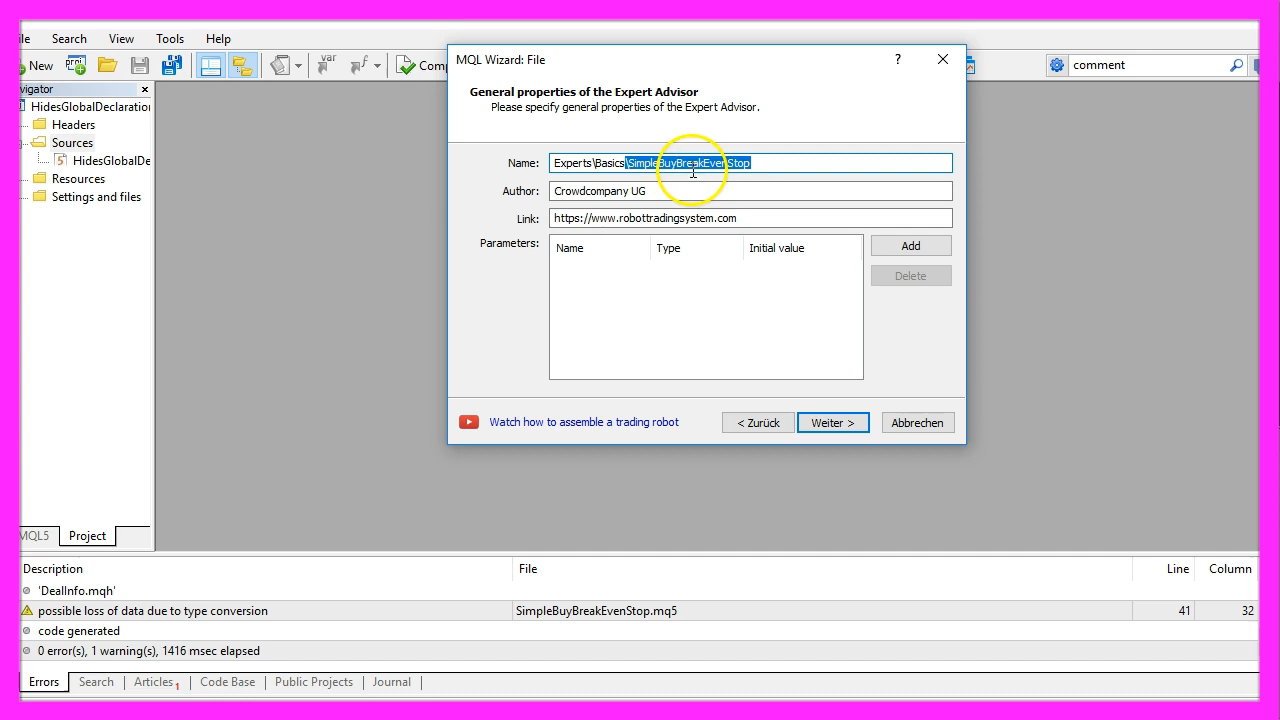 ile Search View Tools Help
New Comp comment
vigator
HidesGlobalDeclaration
Headers
Sources
HidesGlobalDe
Resources
Settings and files
MQL5 Project
MQL Wizard: File ?
General properties of the Expert Advisor
Please specify general properties of the Expert Advisor.
Name: Experts\Basics\SimpleBuyBreakEvenStop
Author: Crowdcompany UG
Link: https://www.robottradingsystem.com
Parameters: Name Type Initial value Add
Delete
Watch how to assemble a trading robot < Zurück Weiter > Abbrechen
Description File Line Column
'DealInfo.mqh'
possible loss of data due to type conversion SimpleBuyBreakEvenStop.mq5 41 32
code generated
0 error(s), 1 warning(s), 1416 msec elapsed
Errors Search Articles 1 Code Base Public Projects Journal